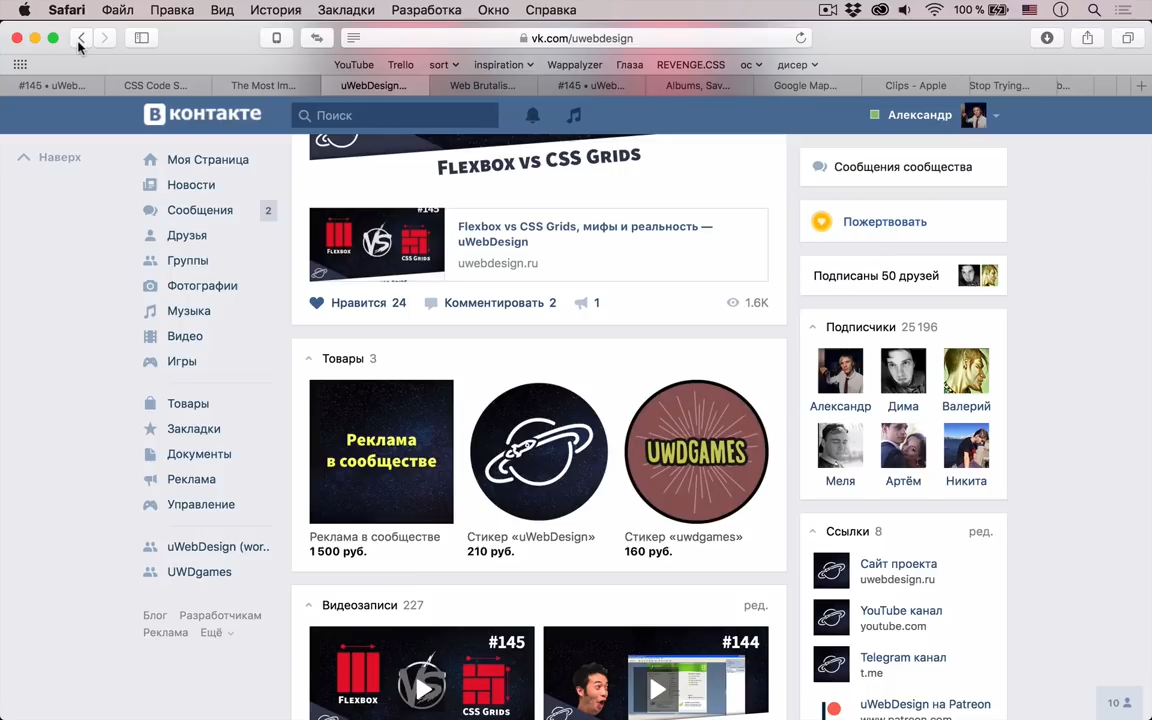 Safari Файл Правка Вид История Закладки Разработка Окно Справка 100 %
vk.com/uwebdesign
YouTube Trello sort inspiration Wappalyzer Глаза REVENGE.CSS ос дисер
#145 • uWeb... CSS Code S... The Most Im... uWebDesign... Web Brutalis... #145 • uWeb... Albums, Sav... Google Map... Clips - Apple Stop Trying... b...
В контакте Поиск Александр
Наверх
Моя Страница
Новости
Сообщения 2
Друзья
Группы
Фотографии
Музыка
Видео
Игры
Товары
Закладки
Документы
Реклама
Управление
uWebDesign (wor..
UWDgames
Блог Разработчикам
Реклама Ещё
FLEXBOX VS CSS GRIDS
#145
FLEXBOX VS CSS GRIDS
Flexbox vs CSS Grids, мифы и реальность —
uWebDesign
uwebdesign.ru
Нравится 24 Комментировать 2 1 1.6K
Товары 3
Реклама
в сообществе
UWDGAMES
Реклама в сообществе Стикер «uWebDesign» Стикер «uwdgames»
1 500 руб. 210 руб. 160 руб.
Видеозаписи 227 ред.
#145 #144
FLEXBOX VS CSS GRIDS
Сообщения сообщества
Пожертвовать
Подписаны 50 друзей
Подписчики 25 196
Александр Дима Валерий
Меля Артём Никита
Ссылки 8 ред.
Сайт проекта
uwebdesign.ru
YouTube канал
youtube.com
Telegram канал
t.me
uWebDesign на Patreon
www.patreon.com
10